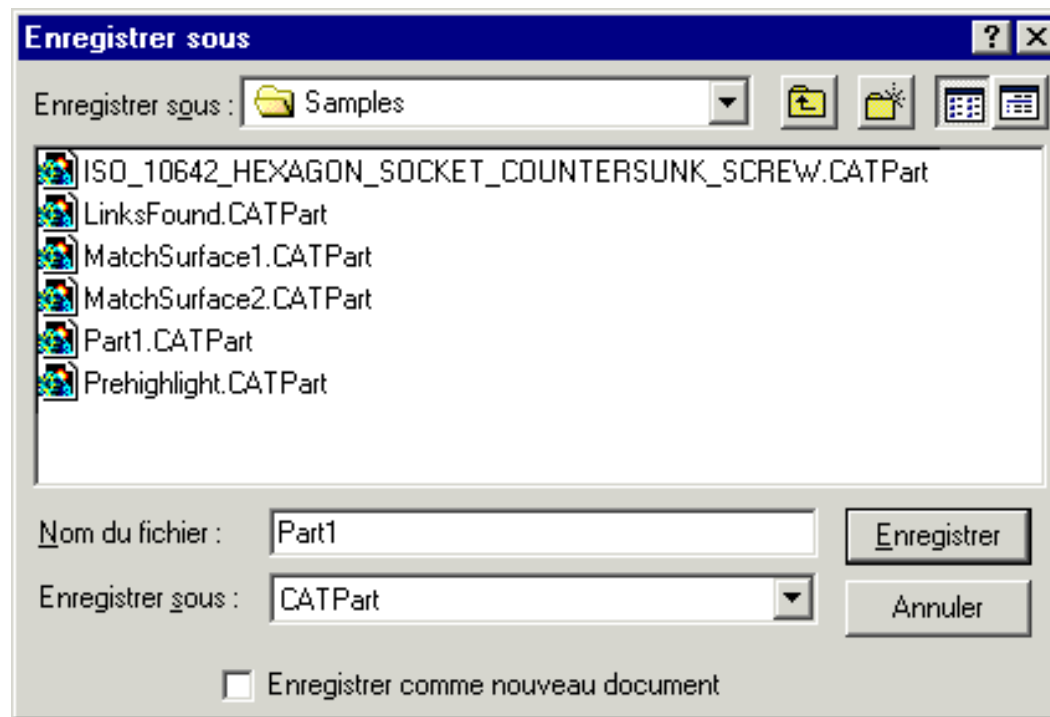 Enregistrer sous
Enregistrer sous : Samples
ISO_10642_HEXAGON_SOCKET_COUNTERSUNK_SCREW.CATPart
LinksFound.CATPart
MatchSurface1.CATPart
MatchSurface2.CATPart
Part1.CATPart
Prehighlight.CATPart
Nom du fichier : Part1 Enregistrer
Enregistrer sous : CATPart Annuler
Enregistrer comme nouveau document